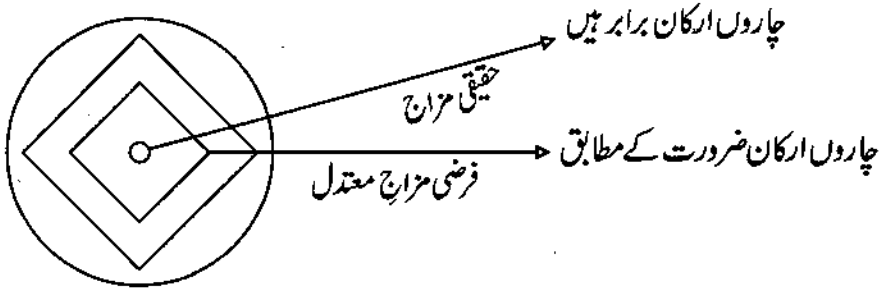 چاروں ارکان برابر ہیں
حقیقی مزاج
چاروں ارکان ضرورت کے مطابق
فرضی مزاجِ معتدل